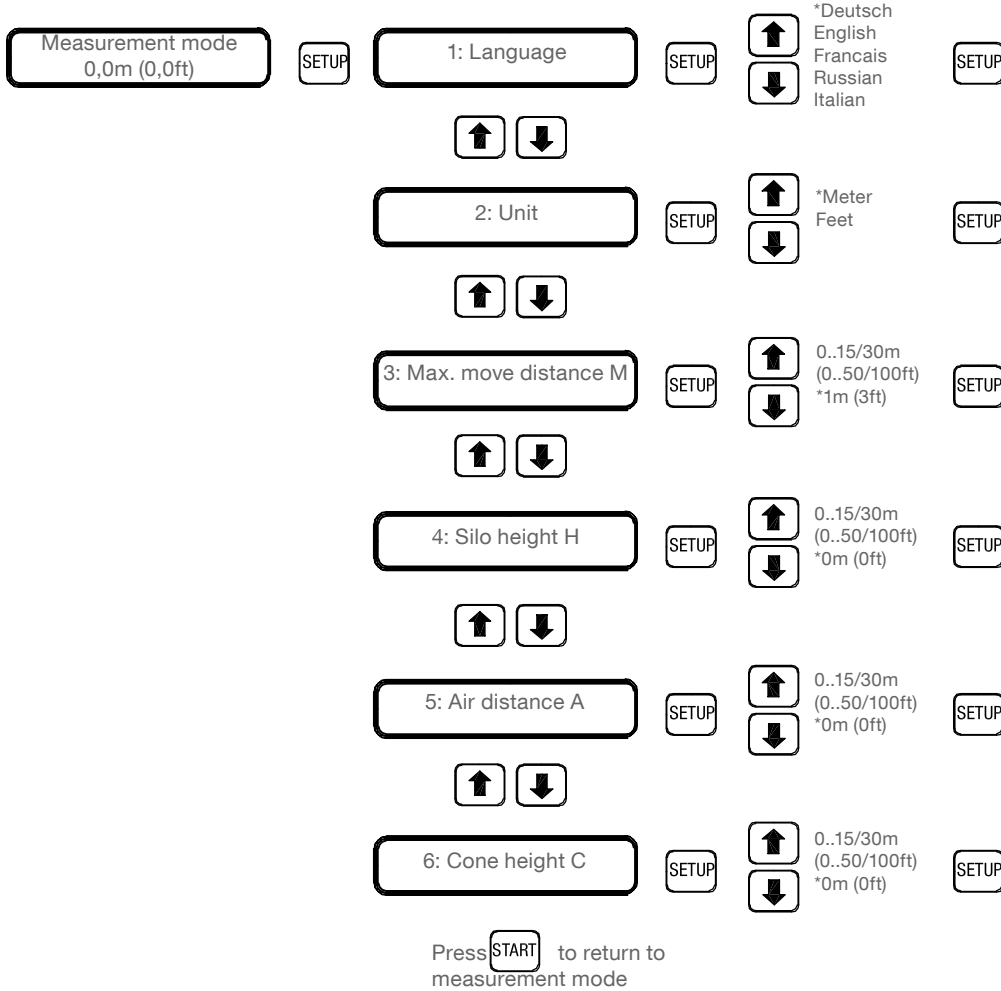 Measurement mode
0,0m (0,0ft)
SETUP
1: Language
SETUP
*Deutsch
English
Francais
Russian
Italian
SETUP
2: Unit
SETUP
*Meter
Feet
SETUP
3: Max. move distance M
SETUP
0..15/30m
(0..50/100ft)
*1m (3ft)
SETUP
4: Silo height H
SETUP
0..15/30m
(0..50/100ft)
*0m (0ft)
SETUP
5: Air distance A
SETUP
0..15/30m
(0..50/100ft)
*0m (0ft)
SETUP
6: Cone height C
SETUP
0..15/30m
(0..50/100ft)
*0m (0ft)
SETUP
Press START to return to
measurement mode